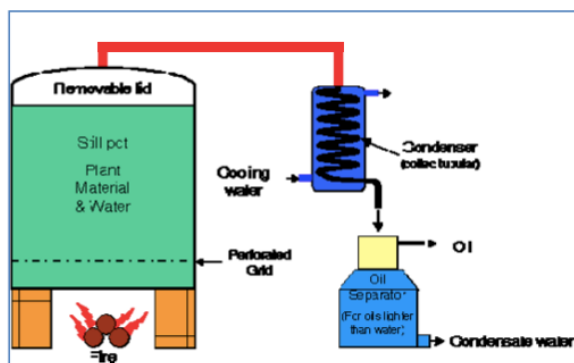 Removable lid
Still pot
Plant
Material
& Water
Perforated
Grid
Fire
Cooling
water
Condenser
Oil
Oil
Separator
(For oils lighter
than water)
Condensate water